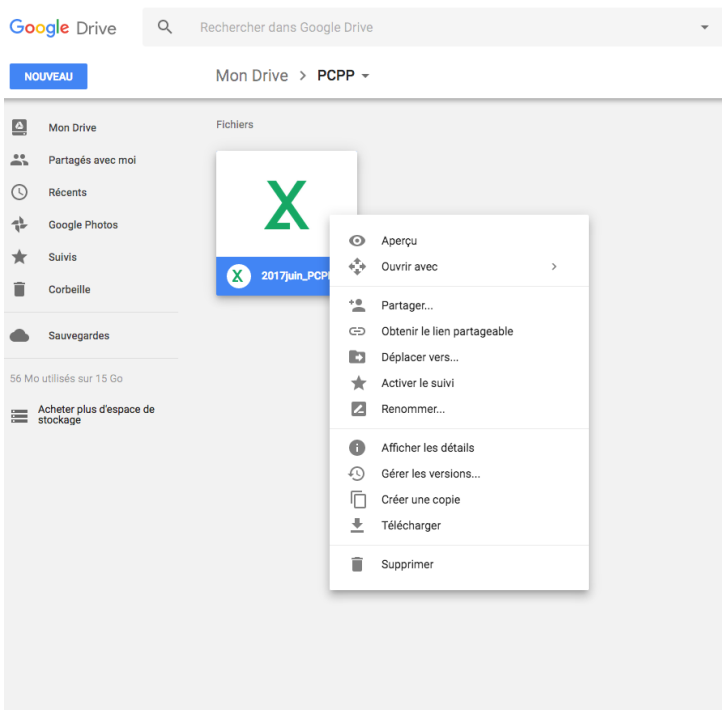 Google Drive
Rechercher dans Google Drive
NOUVEAU
Mon Drive > PCPP
Mon Drive
Partagés avec moi
Récents
Google Photos
Suivis
Corbeille
Sauvegardes
56 Mo utilisés sur 15 Go
Acheter plus d'espace de
stockage
Fichiers
X
X 2017juin_PCPP
Aperçu
Ouvrir avec
Partager...
Obtenir le lien partageable
Déplacer vers...
Activer le suivi
Renommer...
Afficher les détails
Gérer les versions...
Créer une copie
Télécharger
Supprimer